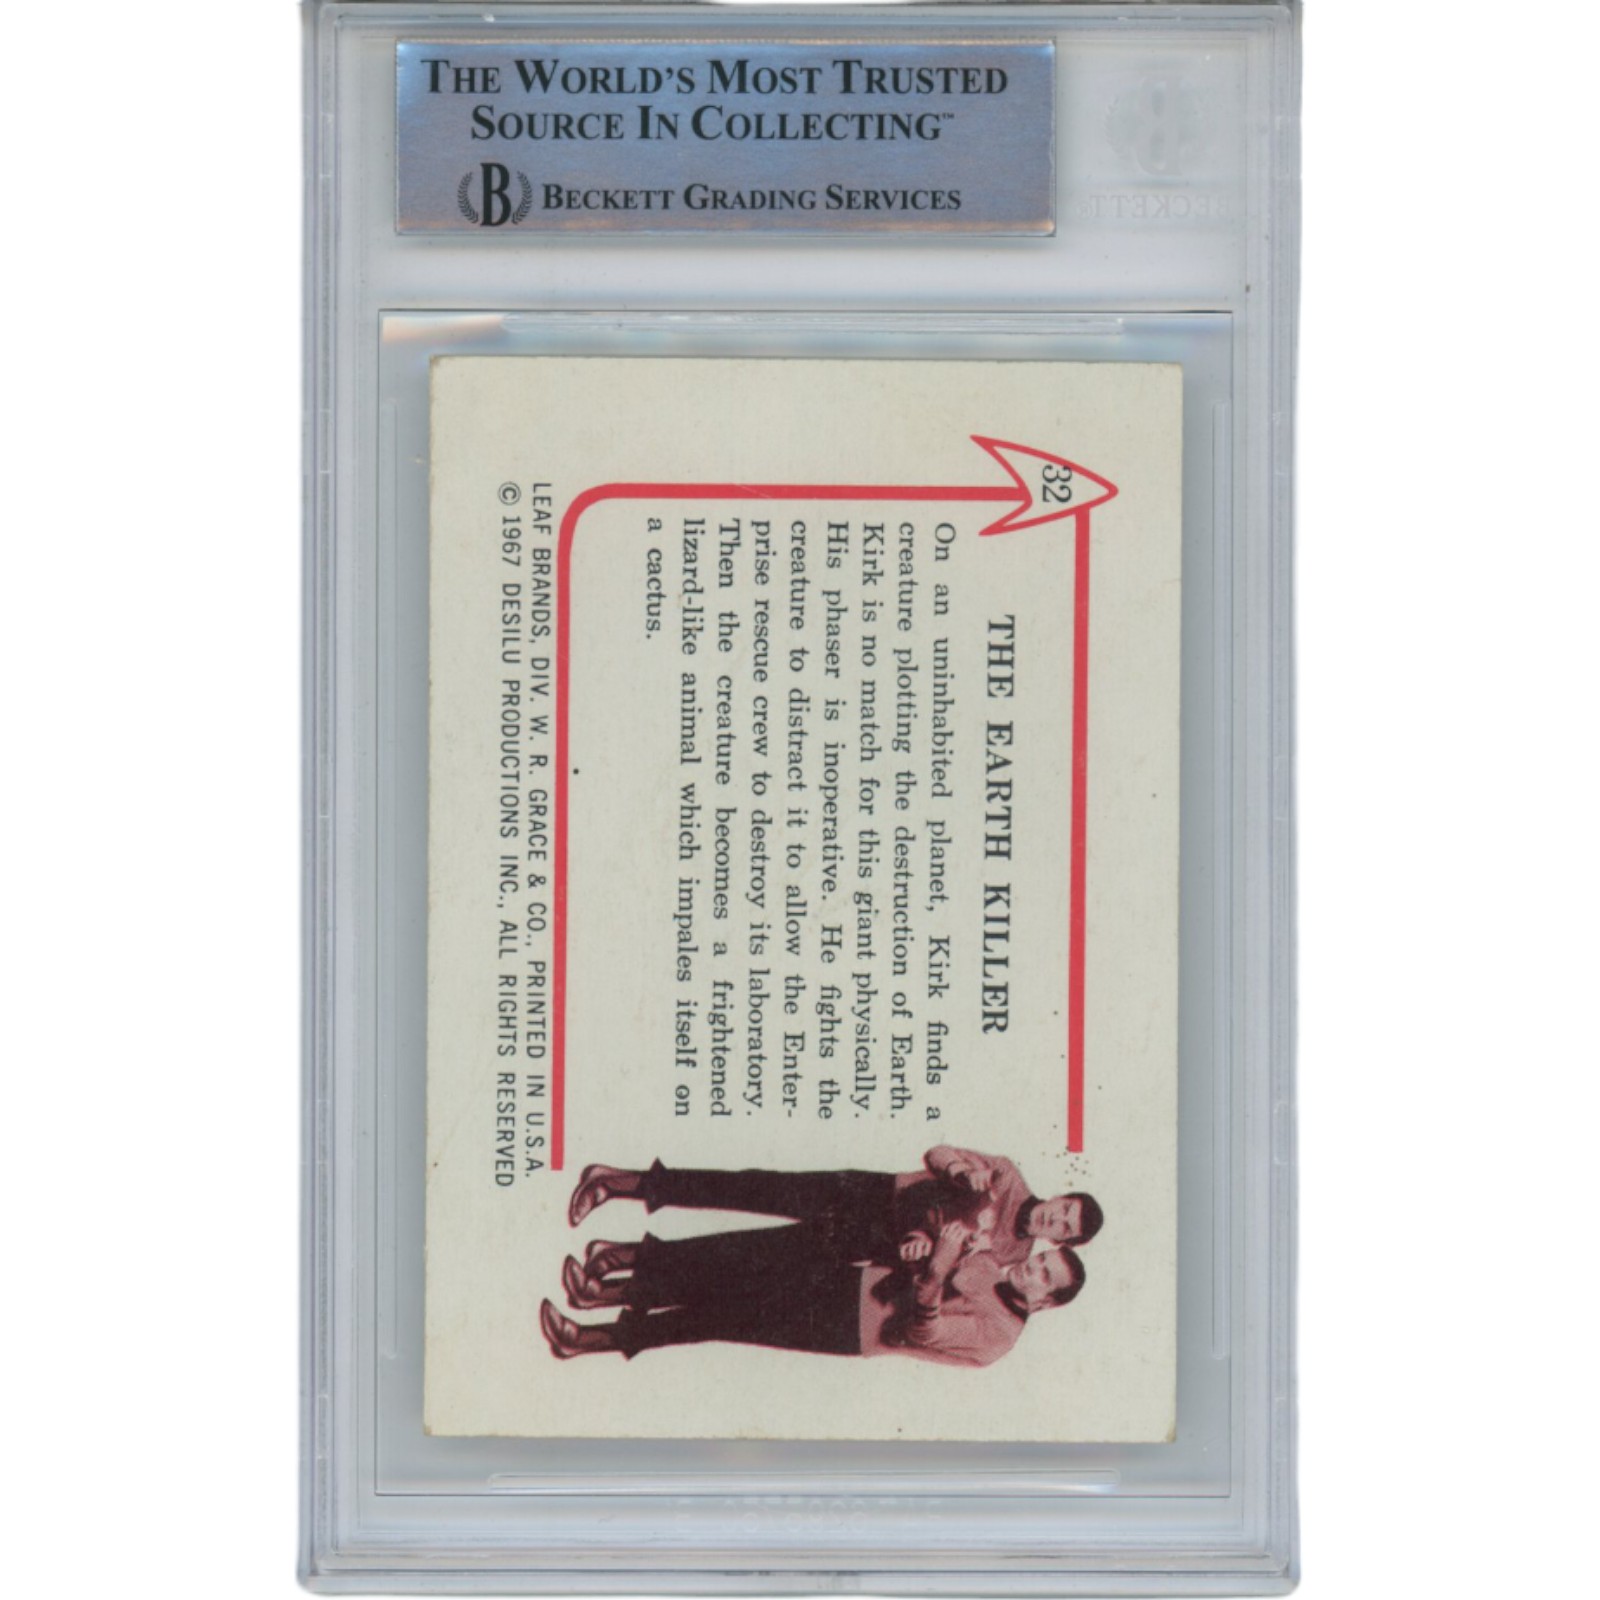 THE WORLD'S MOST TRUSTED
SOURCE IN COLLECTING™
B BECKETT GRADING SERVICES
BECKETT
32
THE EARTH KILLER
On an uninhabited planet, Kirk finds a
creature plotting the destruction of Earth.
Kirk is no match for this giant physically.
His phaser is inoperative. He fights the
creature to distract it to allow the Enter-
prise rescue crew to destroy its laboratory.
Then the creature becomes a frightened
lizard-like animal which impales itself on
a cactus.
LEAF BRANDS, DIV. W. R. GRACE & CO., PRINTED IN U.S.A.
© 1967 DESILU PRODUCTIONS INC., ALL RIGHTS RESERVED